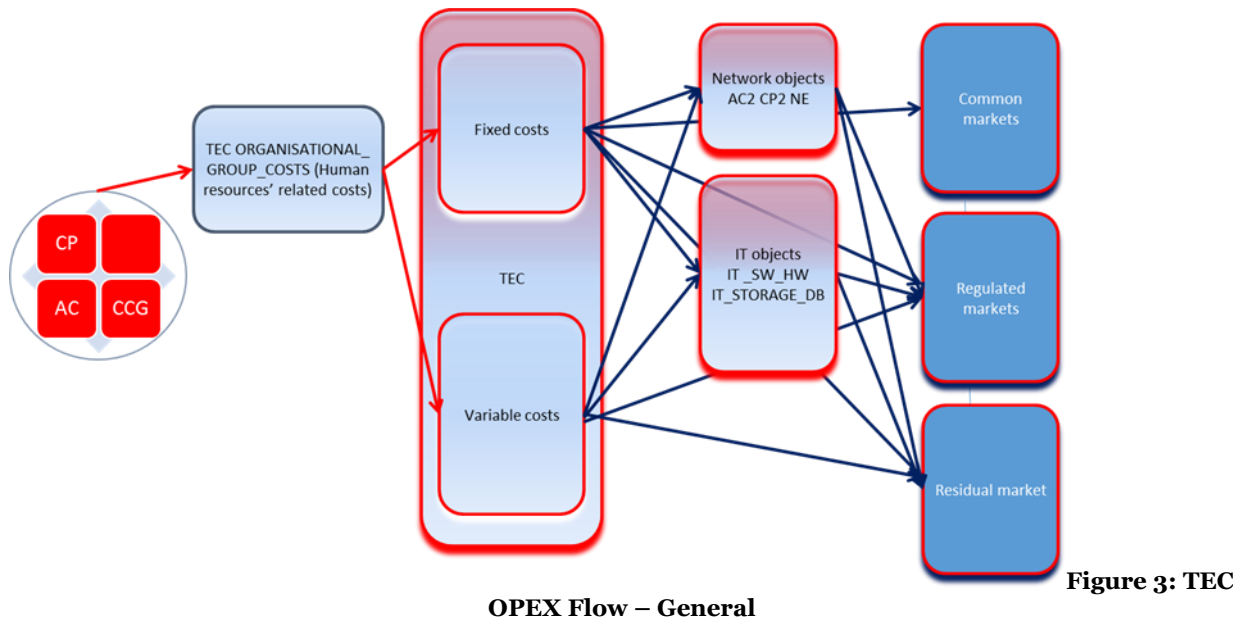 CP
AC
CCG
TEC ORGANISATIONAL_
GROUP_COSTS (Human
resources' related costs)
Fixed costs
TEC
Variable costs
Network objects
AC2 CP2 NE
IT objects
IT _SW_HW
IT_STORAGE_DB
Common
markets
Regulated
markets
Residual market
Figure 3: TEC
OPEX Flow – General